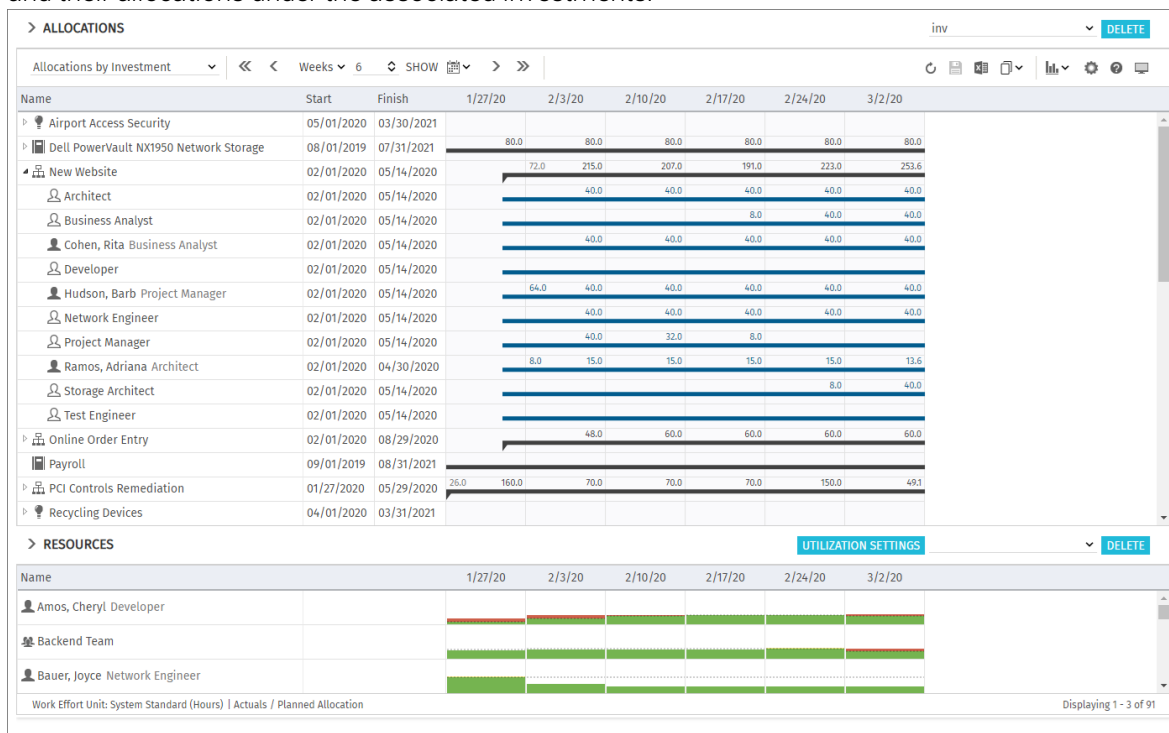 and their allocations under the associated investments.
ALLOCATIONS inv DELETE
Allocations by Investment Weeks 6 SHOW
Name Start Finish 1/27/20 2/3/20 2/10/20 2/17/20 2/24/20 3/2/20
Airport Access Security 05/01/2020 03/30/2021
Dell PowerVault NX1950 Network Storage 08/01/2019 07/31/2021 80.0 80.0 80.0 80.0 80.0 80.0
New Website 02/01/2020 05/14/2020 72.0 215.0 207.0 191.0 223.0 253.6
Architect 02/01/2020 05/14/2020 40.0 40.0 40.0 40.0 40.0
Business Analyst 02/01/2020 05/14/2020 8.0 40.0 40.0
Cohen, Rita Business Analyst 02/01/2020 05/14/2020 40.0 40.0 40.0 40.0 40.0
Developer 02/01/2020 05/14/2020
Hudson, Barb Project Manager 02/01/2020 05/14/2020 64.0 40.0 40.0 40.0 40.0 40.0
Network Engineer 02/01/2020 05/14/2020 40.0 40.0 40.0 40.0 40.0
Project Manager 02/01/2020 05/14/2020 40.0 32.0 8.0
Ramos, Adriana Architect 02/01/2020 04/30/2020 8.0 15.0 15.0 15.0 15.0 13.6
Storage Architect 02/01/2020 05/14/2020 8.0 40.0
Test Engineer 02/01/2020 05/14/2020
Online Order Entry 02/01/2020 08/29/2020 48.0 60.0 60.0 60.0 60.0
Payroll 09/01/2019 08/31/2021
PCI Controls Remediation 01/27/2020 05/29/2020 26.0 160.0 70.0 70.0 70.0 150.0 49.1
Recycling Devices 04/01/2020 03/31/2021
RESOURCES UTILIZATION SETTINGS DELETE
Name 1/27/20 2/3/20 2/10/20 2/17/20 2/24/20 3/2/20
Amos, Cheryl Developer
Backend Team
Bauer, Joyce Network Engineer
Work Effort Unit: System Standard (Hours) | Actuals / Planned Allocation Displaying 1 - 3 of 91